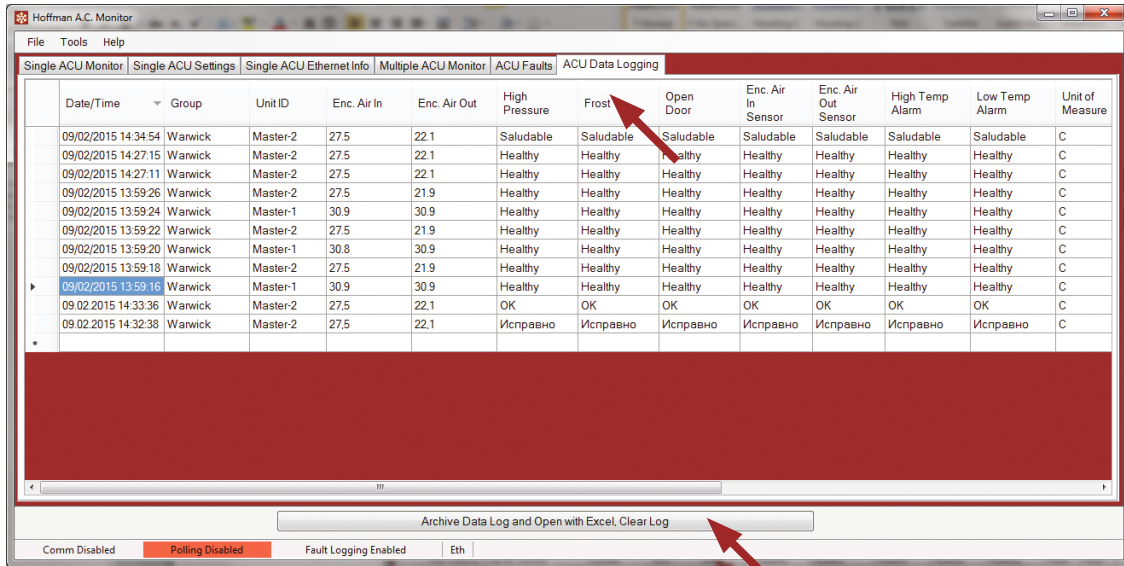 Hoffman A.C. Monitor
File Tools Help
Single ACU Monitor Single ACU Settings Single ACU Ethernet Info Multiple ACU Monitor ACU Faults ACU Data Logging
Date/Time Group Unit ID Enc. Air In Enc. Air Out High Pressure Frost Open Door Enc. Air In Sensor Enc. Air Out Sensor High Temp Alarm Low Temp Alarm Unit of Measure
09/02/2015 14:34:54 Warwick Master-2 27.5 22.1 Saludable Saludable Saludable Saludable Saludable Saludable Saludable C
09/02/2015 14:27:15 Warwick Master-2 27.5 22.1 Healthy Healthy Healthy Healthy Healthy Healthy Healthy C
09/02/2015 14:27:11 Warwick Master-2 27.5 22.1 Healthy Healthy Healthy Healthy Healthy Healthy Healthy C
09/02/2015 13:59:26 Warwick Master-2 27.5 21.9 Healthy Healthy Healthy Healthy Healthy Healthy Healthy C
09/02/2015 13:59:24 Warwick Master-1 30.9 30.9 Healthy Healthy Healthy Healthy Healthy Healthy Healthy C
09/02/2015 13:59:22 Warwick Master-2 27.5 21.9 Healthy Healthy Healthy Healthy Healthy Healthy Healthy C
09/02/2015 13:59:20 Warwick Master-1 30.8 30.9 Healthy Healthy Healthy Healthy Healthy Healthy Healthy C
09/02/2015 13:59:18 Warwick Master-2 27.5 21.9 Healthy Healthy Healthy Healthy Healthy Healthy Healthy C
09/02/2015 13:59:16 Warwick Master-1 30.9 30.9 Healthy Healthy Healthy Healthy Healthy Healthy Healthy C
09.02.2015 14:33:36 Warwick Master-2 27,5 22,1 OK OK OK OK OK OK OK C
09.02.2015 14:32:38 Warwick Master-2 27,5 22,1 Исправно Исправно Исправно Исправно Исправно Исправно Исправно C
Archive Data Log and Open with Excel, Clear Log
Comm Disabled Polling Disabled Fault Logging Enabled Eth